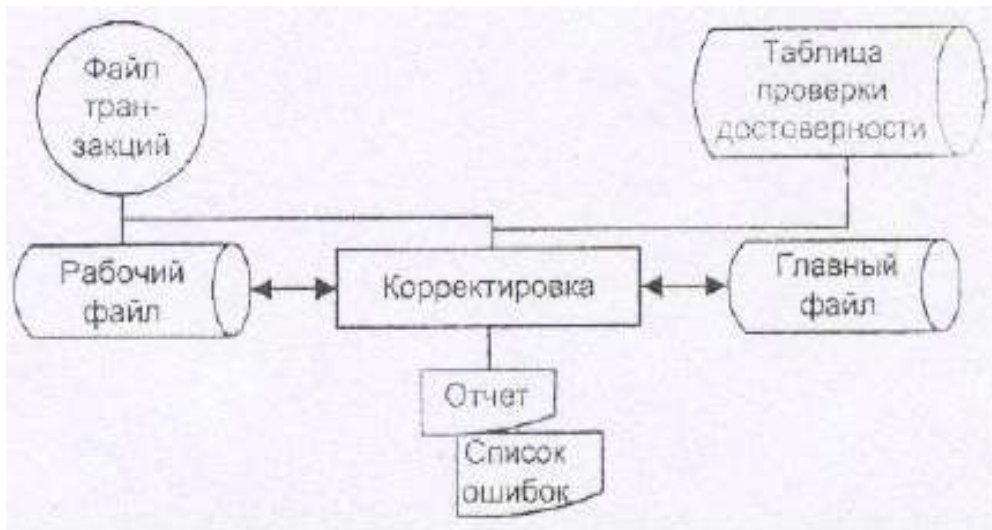 Файл
тран-
закций
Таблица
проверки
достоверности
Рабочий
файл
Корректировка
Главный
файл
Отчет
Список
ошибок